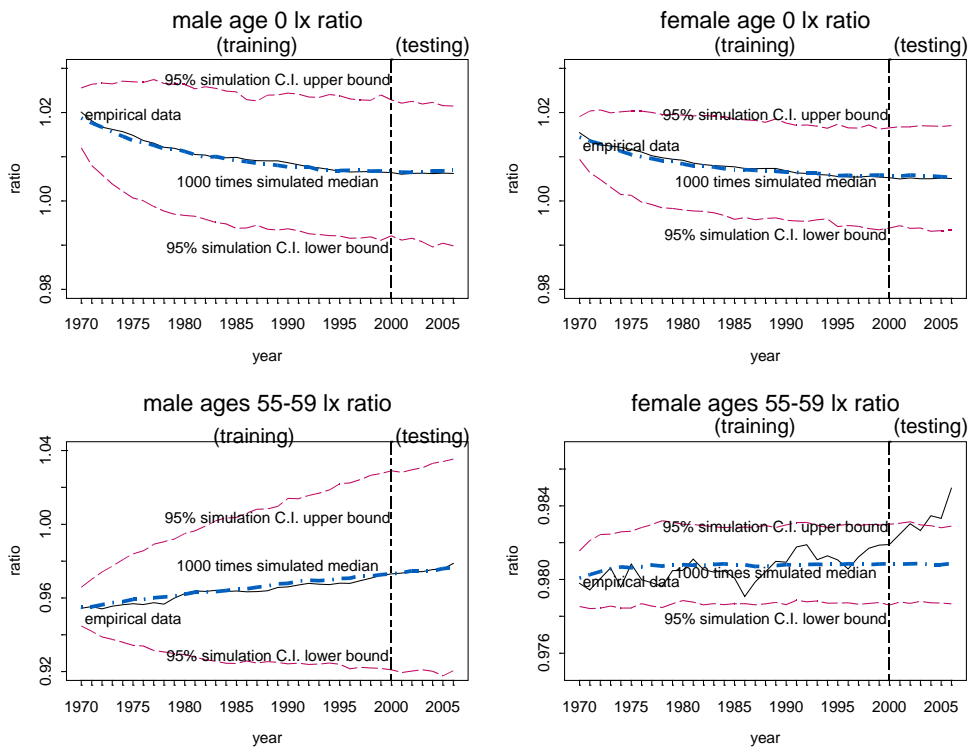 male age 0 lx ratio
(training) (testing)
95% simulation C.I. upper bound
empirical data
1000 times simulated median
95% simulation C.I. lower bound
ratio
0.98 1.00 1.02
1970 1975 1980 1985 1990 1995 2000 2005
year
female age 0 lx ratio
(training) (testing)
95% simulation C.I. upper bound
empirical data
1000 times simulated median
95% simulation C.I. lower bound
ratio
0.98 1.00 1.02
1970 1975 1980 1985 1990 1995 2000 2005
year
male ages 55-59 lx ratio
(training) (testing)
95% simulation C.I. upper bound
1000 times simulated median
empirical data
95% simulation C.I. lower bound
ratio
0.92 0.96 1.00 1.04
1970 1975 1980 1985 1990 1995 2000 2005
year
female ages 55-59 lx ratio
(training) (testing)
95% simulation C.I. upper bound
1000 times simulated median
empirical data
95% simulation C.I. lower bound
ratio
0.976 0.980 0.984
1970 1975 1980 1985 1990 1995 2000 2005
year